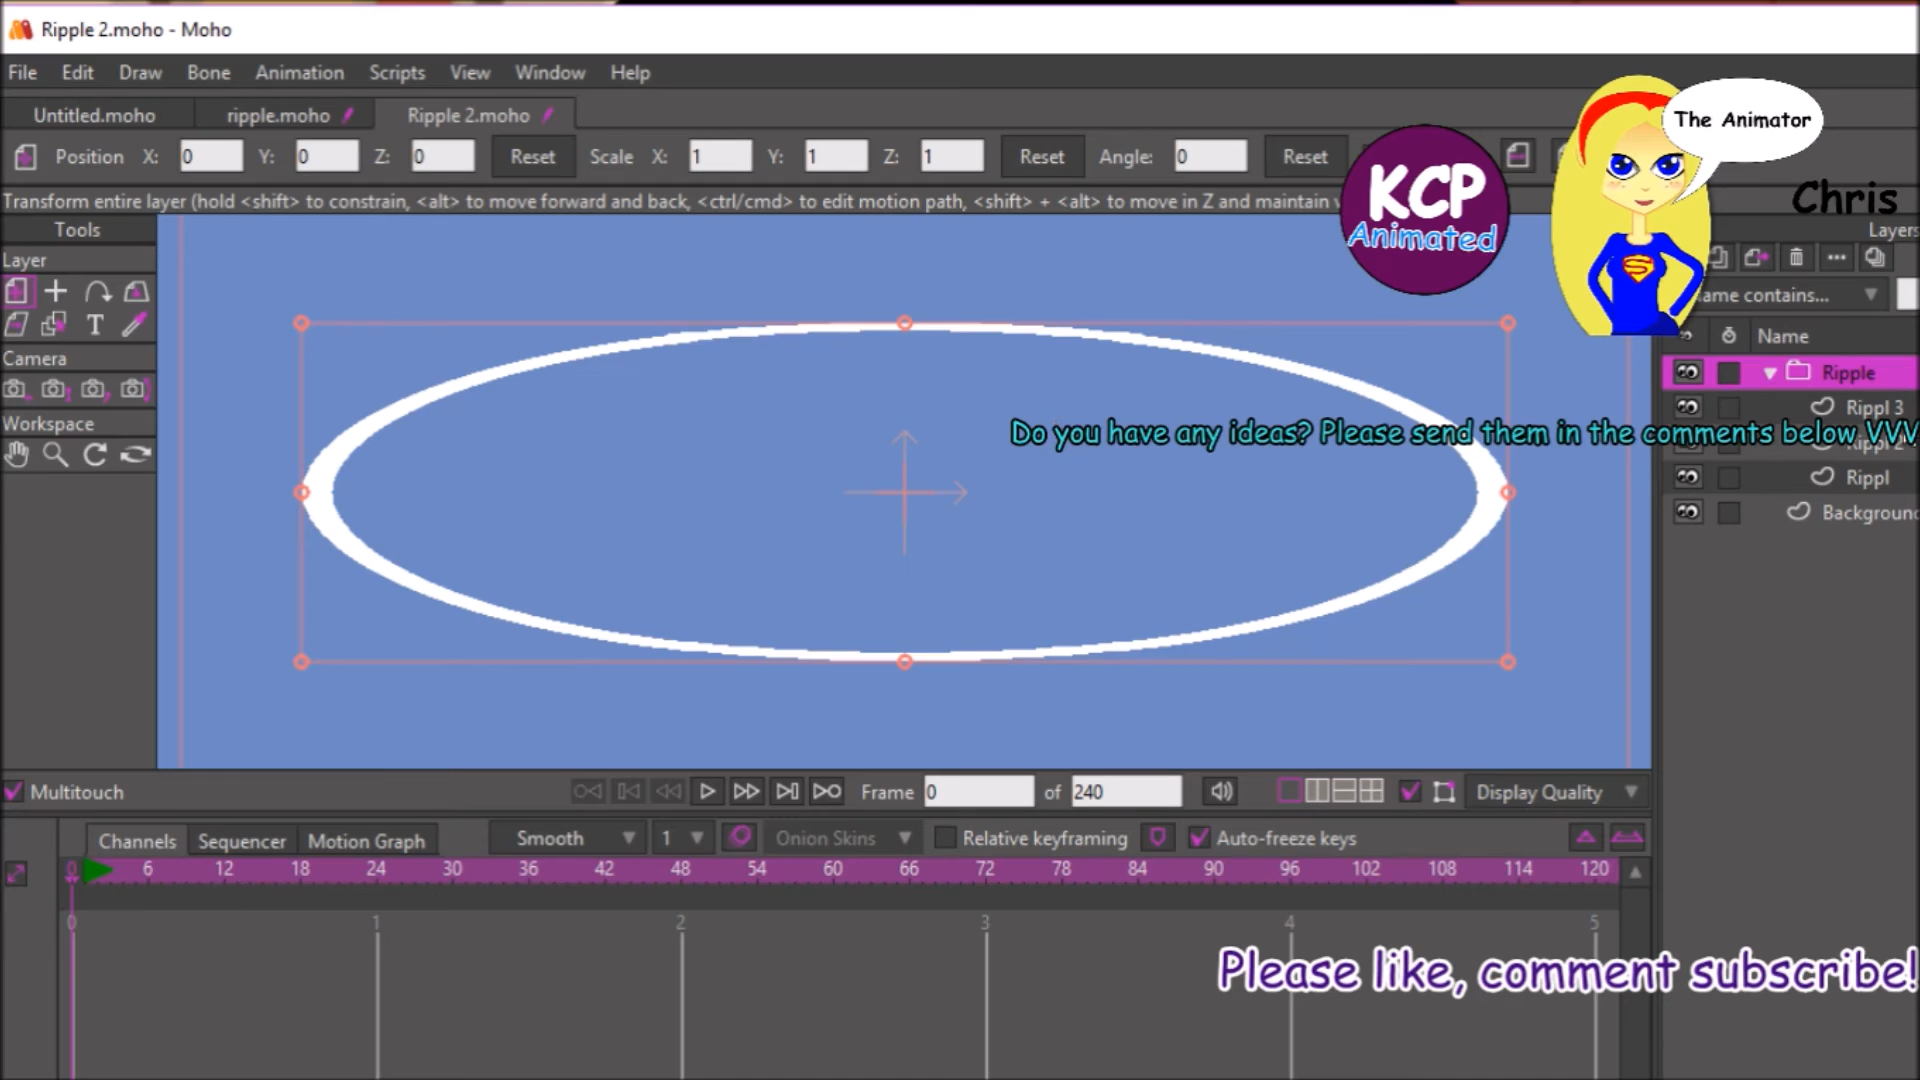 Ripple 2.moho - Moho
File Edit Draw Bone Animation Scripts View Window Help
Untitled.moho ripple.moho Ripple 2.moho
Position X: 0 Y: 0 Z: 0 Reset Scale X: 1 Y: 1 Z: 1 Reset Angle: 0 Reset
Transform entire layer (hold <shift> to constrain, <alt> to move forward and back, <ctrl/cmd> to edit motion path, <shift> + <alt> to move in Z and maintain
The Animator
KCP
Animated
Chris
Tools
Layers
Layer
T
ame contains...
Name
Camera
Ripple
Rippl 3
Do you have any ideas? Please send them in the comments below VVV
Rippl 2
Workspace
Rippl
Background
Multitouch
Frame 0 of 240
Display Quality
Channels Sequencer Motion Graph Smooth 1 Onion Skins Relative keyframing Auto-freeze keys
0 6 12 18 24 30 36 42 48 54 60 66 72 78 84 90 96 102 108 114 120
0 1 2 3 4 5
Please like, comment subscribe!